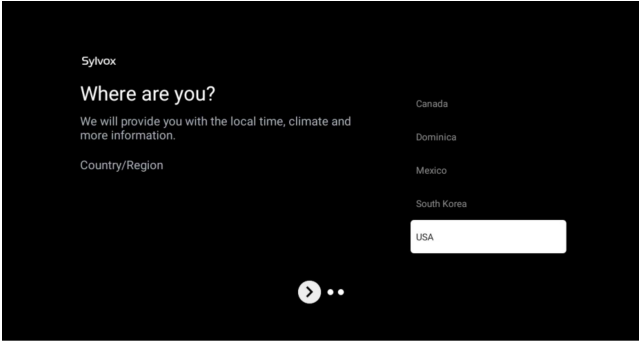 Sylvox
Where are you?
We will provide you with the local time, climate and
more information.
Country/Region
Canada
Dominica
Mexico
South Korea
USA